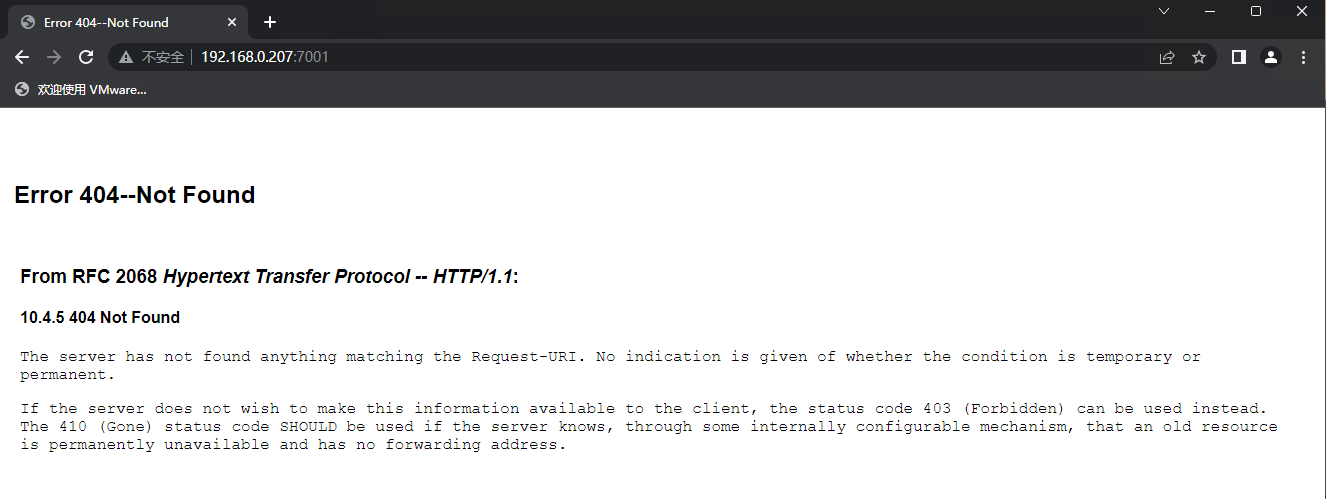 Error 404--Not Found
不安全 192.168.0.207:7001
欢迎使用 VMware...
Error 404--Not Found
From RFC 2068 Hypertext Transfer Protocol -- HTTP/1.1:
10.4.5 404 Not Found
The server has not found anything matching the Request-URI. No indication is given of whether the condition is temporary or
permanent.
If the server does not wish to make this information available to the client, the status code 403 (Forbidden) can be used instead.
The 410 (Gone) status code SHOULD be used if the server knows, through some internally configurable mechanism, that an old resource
is permanently unavailable and has no forwarding address.